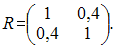 R = ( 1 0,4
0,4 1 ).